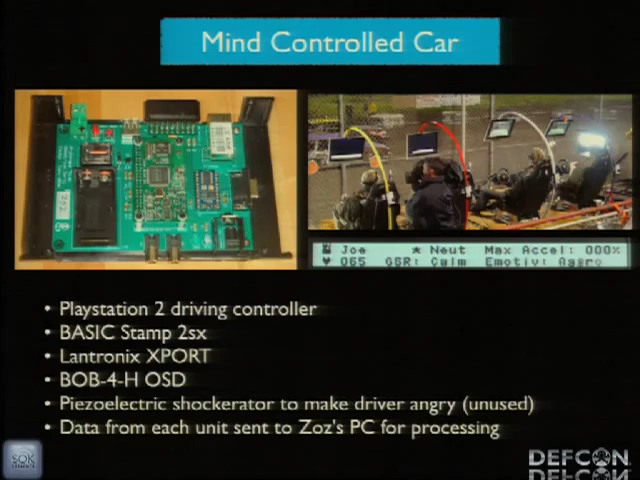 Mind Controlled Car
Joe * Neut Max Accel: 000%
065 GSR: Calm Emotiv: Aggro
• Playstation 2 driving controller
• BASIC Stamp 2sx
• Lantronix XPORT
• BOB-4-H OSD
• Piezoelectric shockerator to make driver angry (unused)
• Data from each unit sent to Zoz's PC for processing
SOK
DEFCON